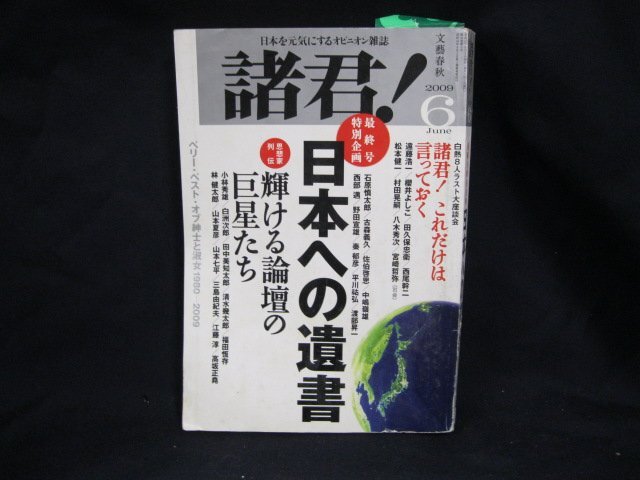 日本を元気にするオピニオン雑誌
諸君!
文藝春秋
2009
6
June
白熱8人ラスト大座談会
諸君!これだけは
言っておく
遠藤浩一/櫻井よしこ/田久保忠衛/西尾幹二
松本健一/村田晃嗣/八木秀次/宮崎哲弥
最終号
特別企画
日本への遺書
石原慎太郎/古森義久/佐伯啓思/中嶋嶺雄
西部 邁/野田宣雄/秦 郁彦/平川祐弘/渡部昇一
思想家
列伝
輝ける論壇の
巨星たち
小林秀雄/白洲次郎/田中美知太郎/清水幾太郎/福田恆存
林 健太郎/山本夏彦/山本七平/三島由紀夫/江藤 淳/高坂正堯
ベリー・ベスト・オブ「紳士と淑女」1980-2009